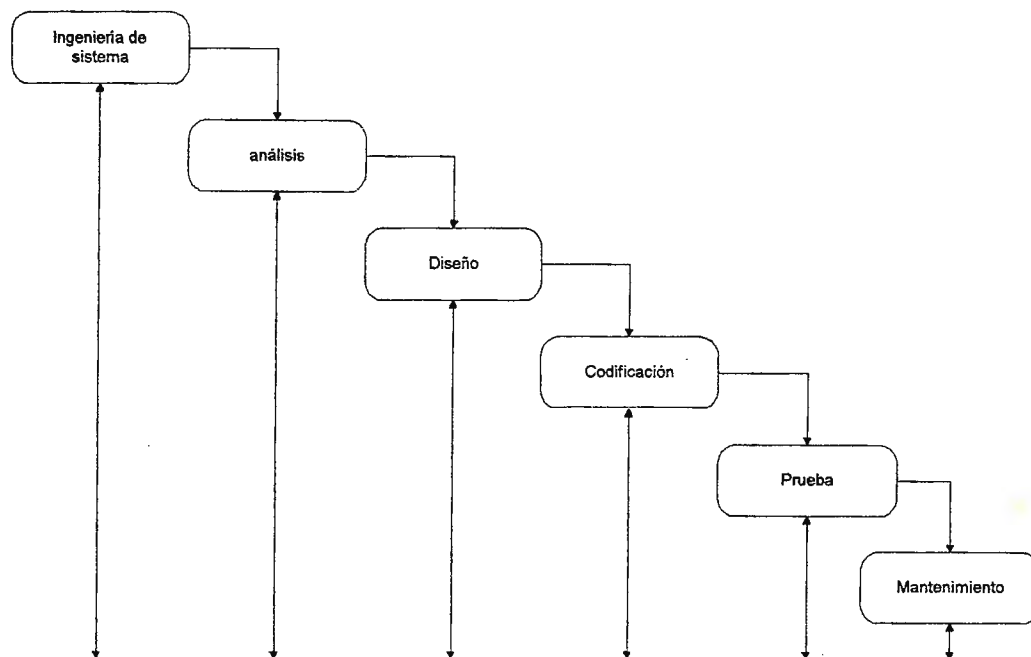 Ingeniería de
sistema
análisis
Diseño
Codificación
Prueba
Mantenimiento